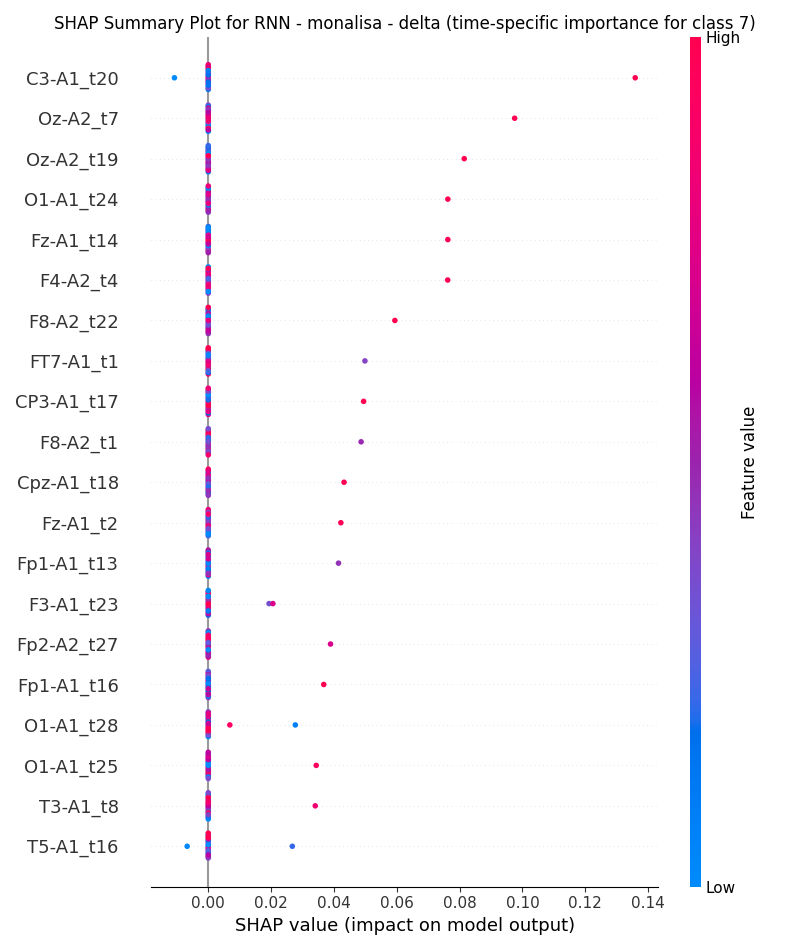 SHAP Summary Plot for RNN - monalisa - delta (time-specific importance for class 7)
High
C3-A1_t20
Oz-A2_t7
Oz-A2_t19
O1-A1_t24
Fz-A1_t14
F4-A2_t4
F8-A2_t22
FT7-A1_t1
CP3-A1_t17
F8-A2_t1
Cpz-A1_t18
Fz-A1_t2
Fp1-A1_t13
F3-A1_t23
Fp2-A2_t27
Fp1-A1_t16
O1-A1_t28
O1-A1_t25
T3-A1_t8
T5-A1_t16
Feature value
Low
0.00 0.02 0.04 0.06 0.08 0.10 0.12 0.14
SHAP value (impact on model output)